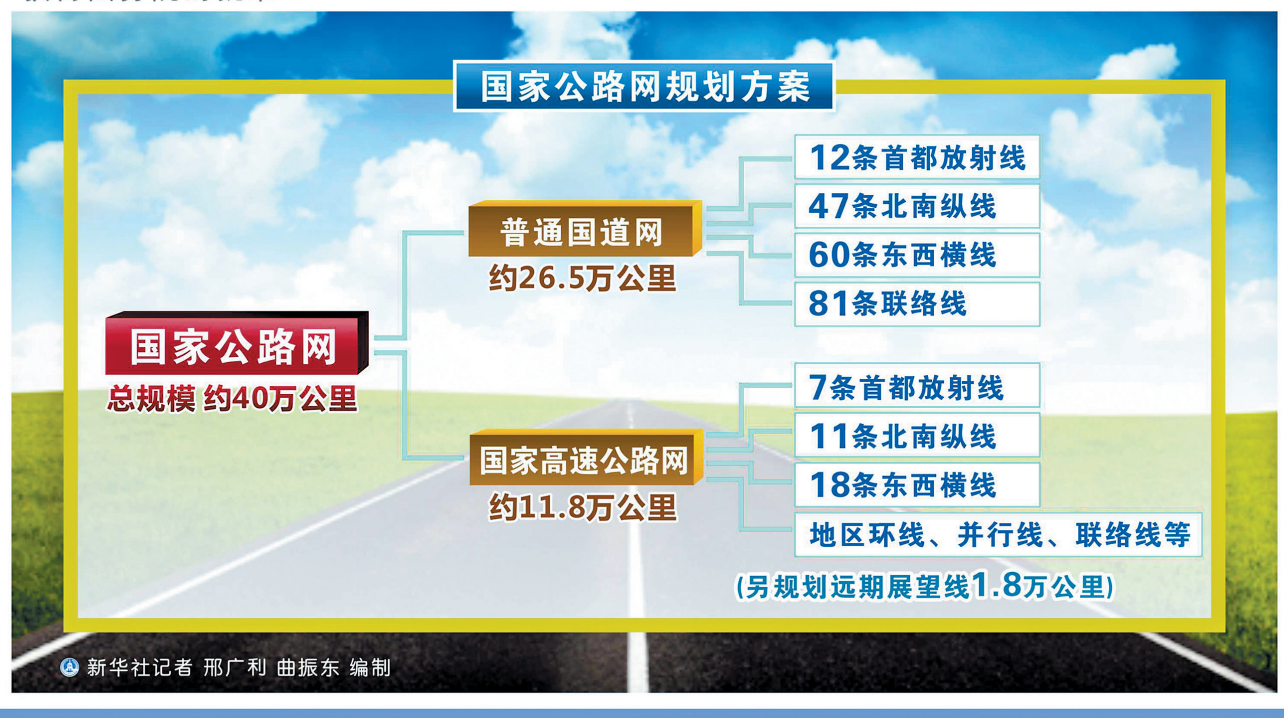 国家公路网规划方案
12条首都放射线
47条北南纵线
普通国道网
60条东西横线
约26.5万公里
81条联络线
国家公路网
总规模 约40万公里
7条首都放射线
11条北南纵线
国家高速公路网
18条东西横线
约11.8万公里
地区环线、并行线、联络线等
(另规划远期展望线1.8万公里)
新华社记者 邢广利 曲振东 编制